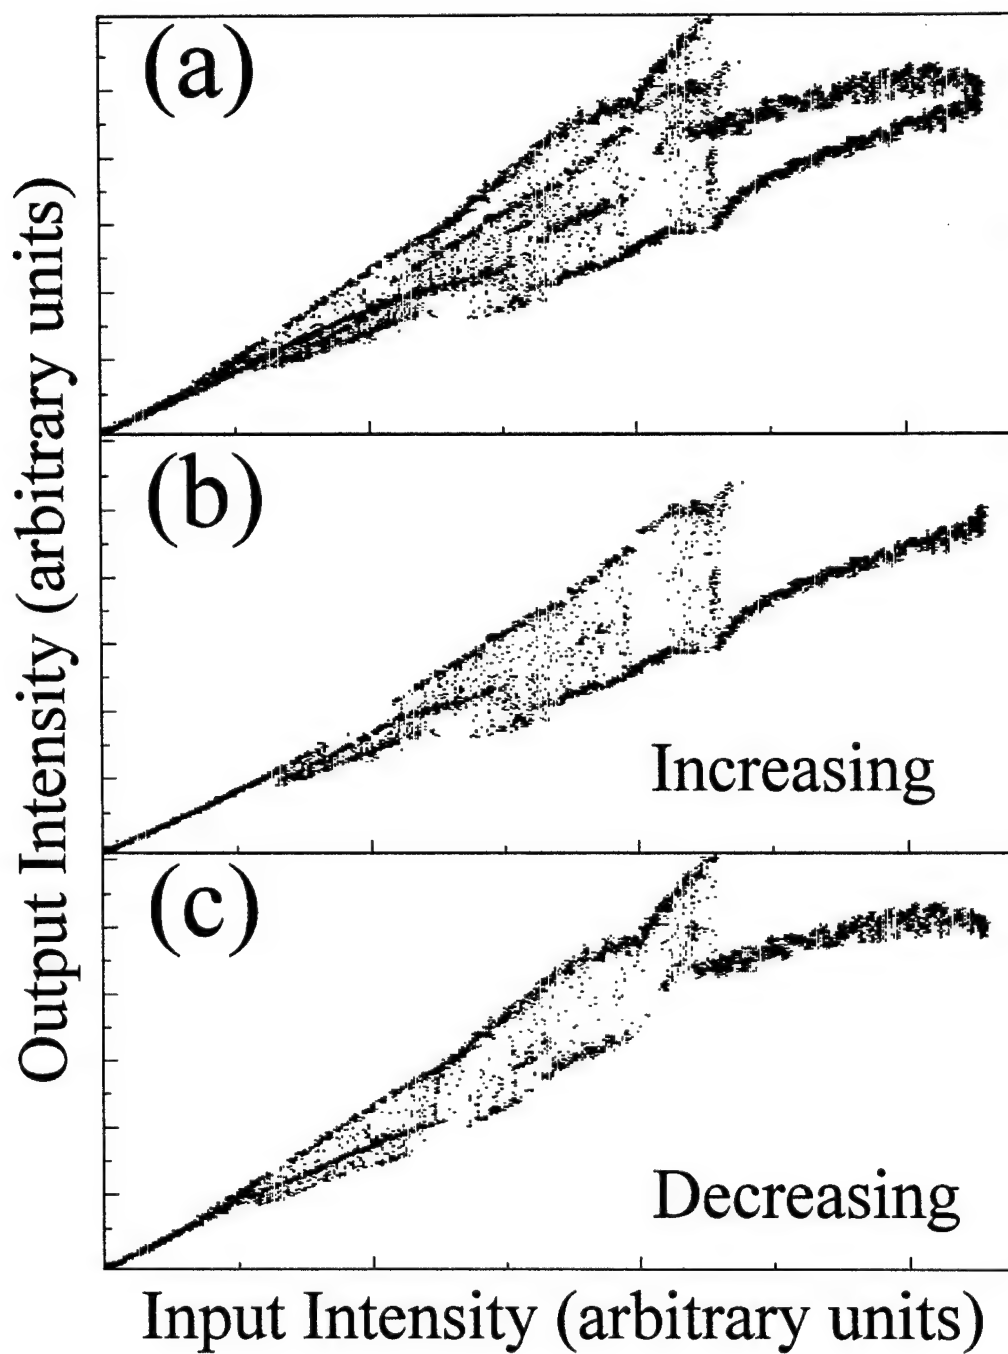 (a)
(b)
Increasing
(c)
Decreasing
Output Intensity (arbitrary units)
Input Intensity (arbitrary units)